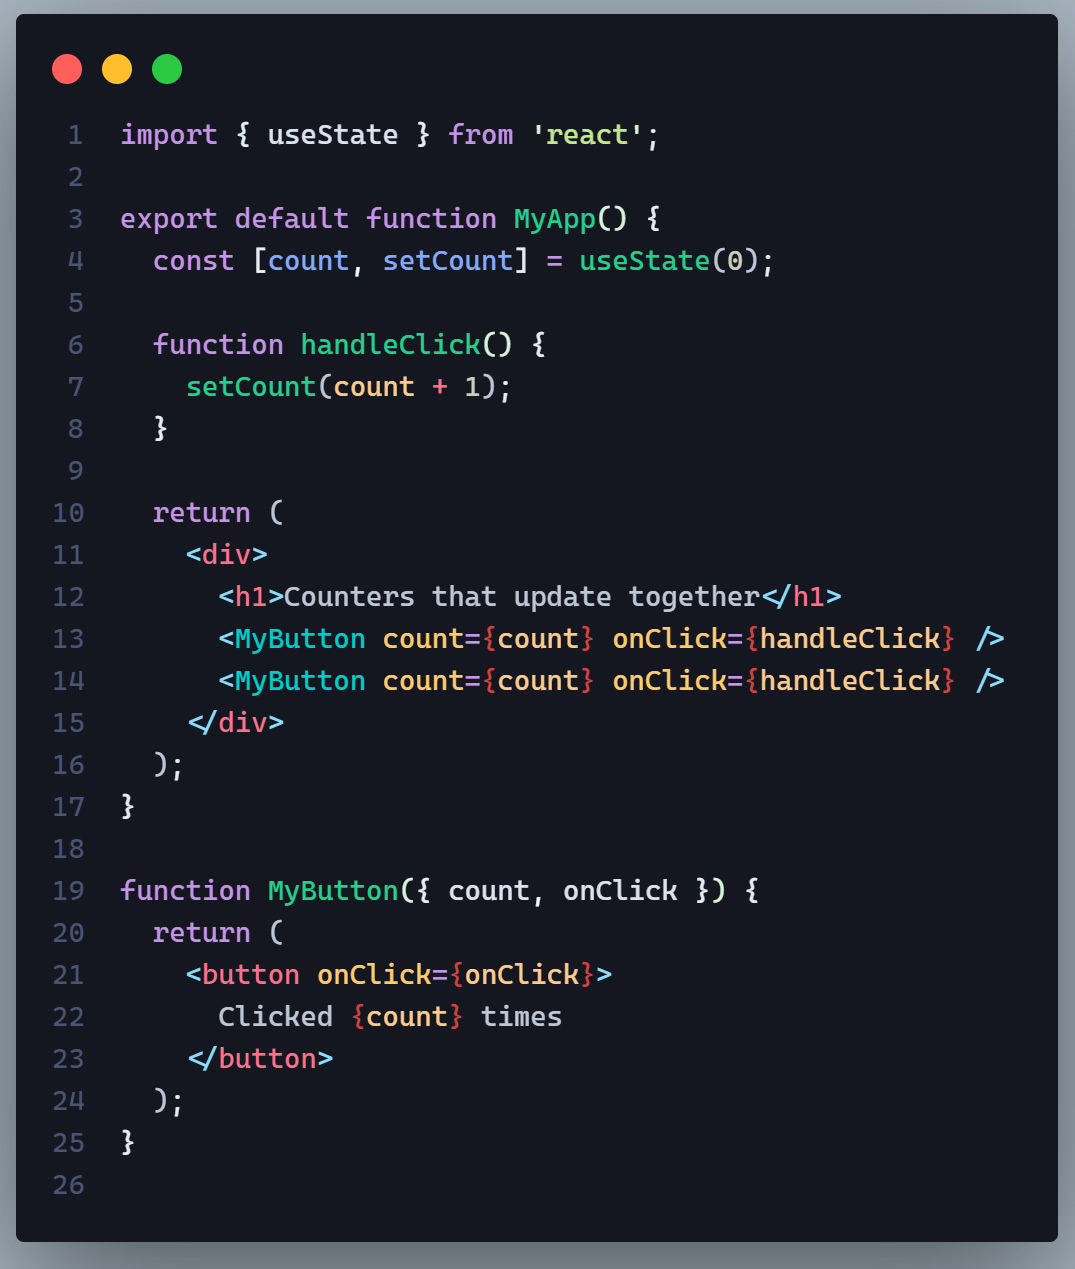 1 import { useState } from 'react';
2
3 export default function MyApp() {
4   const [count, setCount] = useState(0);
5
6   function handleClick() {
7     setCount(count + 1);
8   }
9
10   return (
11     <div>
12       <h1>Counters that update together</h1>
13       <MyButton count={count} onClick={handleClick} />
14       <MyButton count={count} onClick={handleClick} />
15     </div>
16   );
17 }
18
19 function MyButton({ count, onClick }) {
20   return (
21     <button onClick={onClick}>
22       Clicked {count} times
23     </button>
24   );
25 }
26